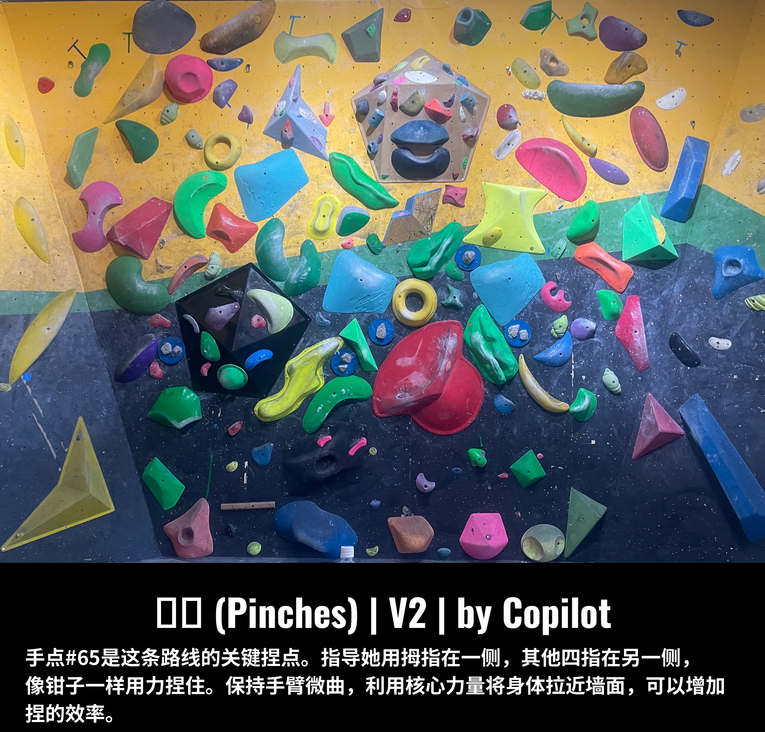 (Pinches) | V2 | by Copilot
手点#65是这条路线的关键捏点。指导她用拇指在一侧，其他四指在另一侧，
像钳子一样用力捏住。保持手臂微曲，利用核心力量将身体拉近墙面，可以增加
捏的效率。